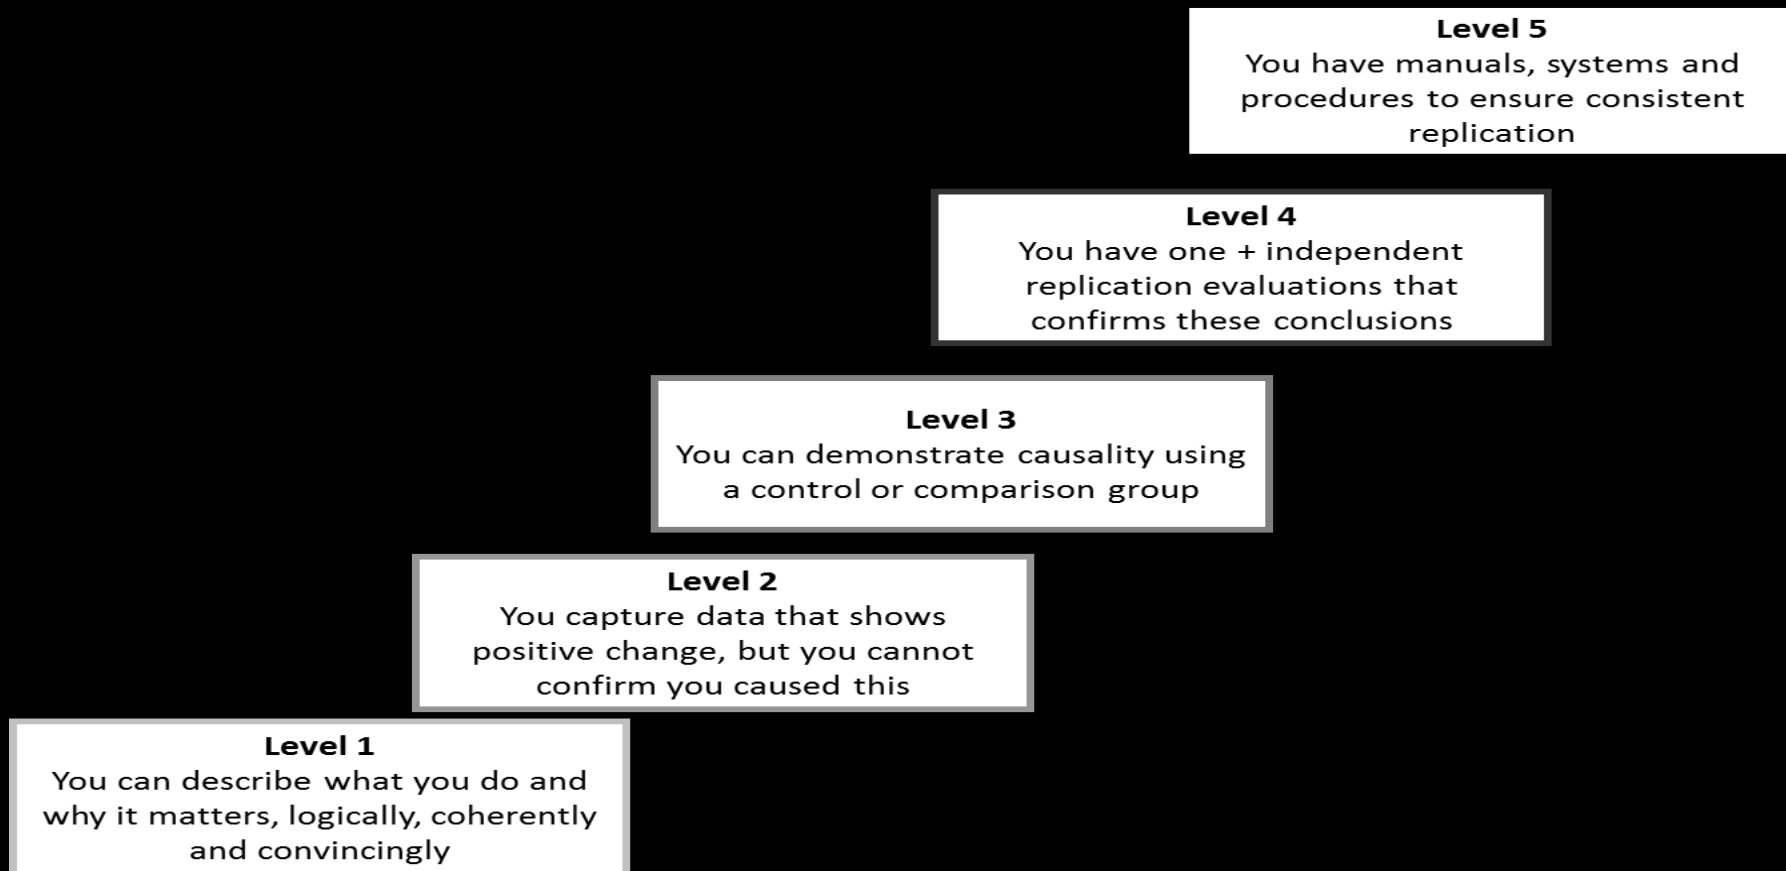 Level 5
You have manuals, systems and
procedures to ensure consistent
replication
Level 4
You have one + independent
replication evaluations that
confirms these conclusions
Level 3
You can demonstrate causality using
a control or comparison group
Level 2
You capture data that shows
positive change, but you cannot
confirm you caused this
Level 1
You can describe what you do and
why it matters, logically, coherently
and convincingly